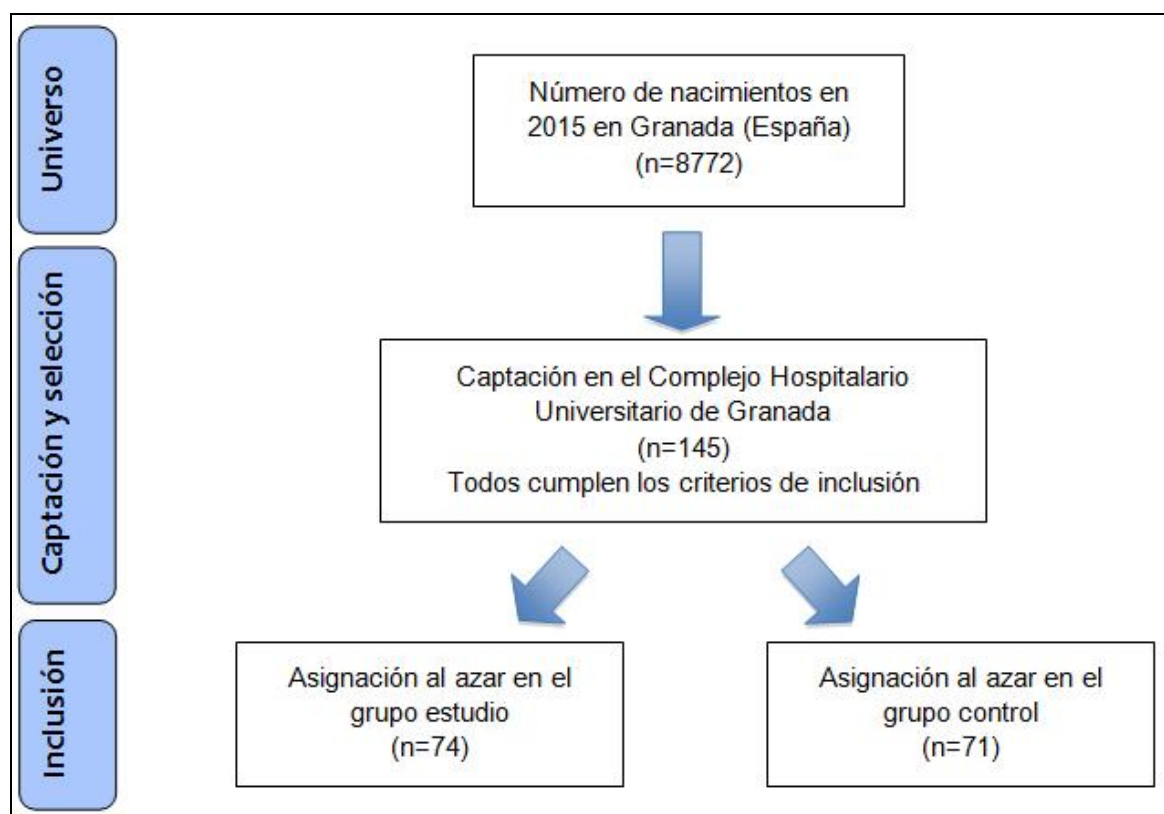 Universo
Número de nacimientos en
2015 en Granada (España)
(n=8772)
Captación y selección
Captación en el Complejo Hospitalario
Universitario de Granada
(n=145)
Todos cumplen los criterios de inclusión
Inclusión
Asignación al azar en el
grupo estudio
(n=74)
Asignación al azar en el
grupo control
(n=71)